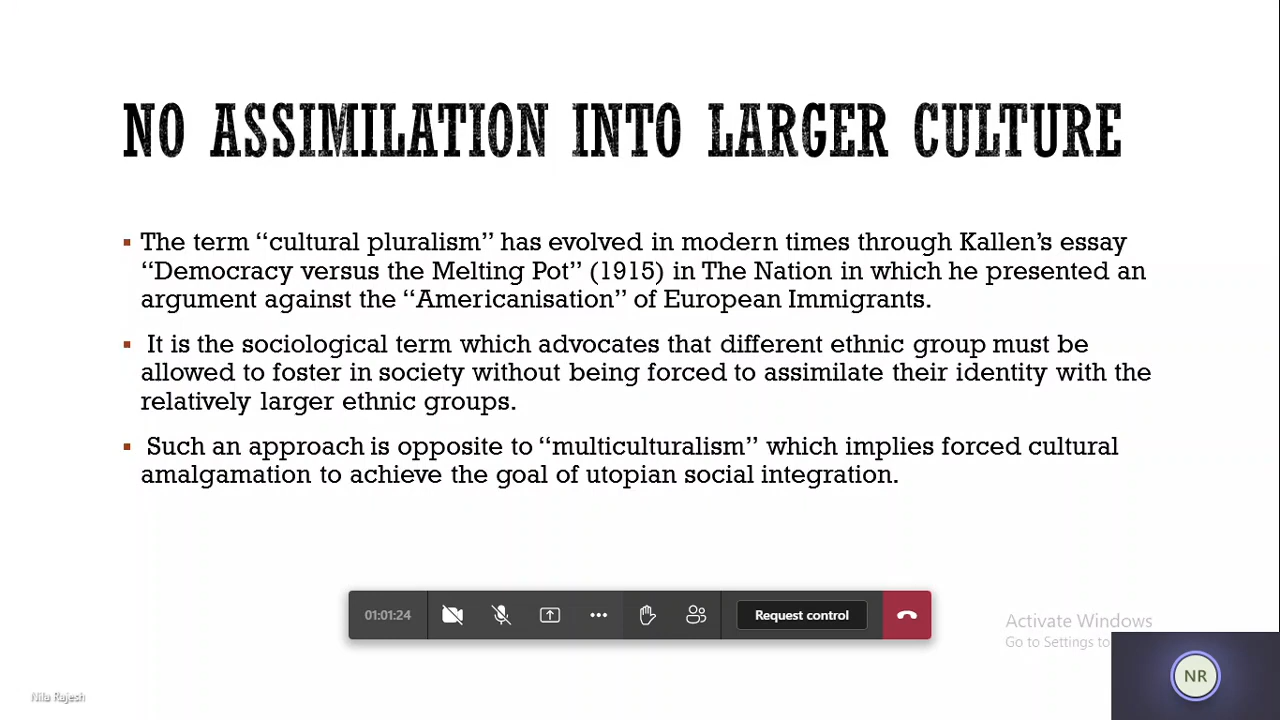 NO ASSIMILATION INTO LARGER CULTURE
The term “cultural pluralism” has evolved in modern times through Kallen’s essay
“Democracy versus the Melting Pot” (1915) in The Nation in which he presented an
argument against the “Americanisation” of European Immigrants.
It is the sociological term which advocates that different ethnic group must be
allowed to foster in society without being forced to assimilate their identity with the
relatively larger ethnic groups.
Such an approach is opposite to “multiculturalism” which implies forced cultural
amalgamation to achieve the goal of utopian social integration.
01:01:24
Request control
Activate Windows
Go to Settings to
NR
Nila Rajesh